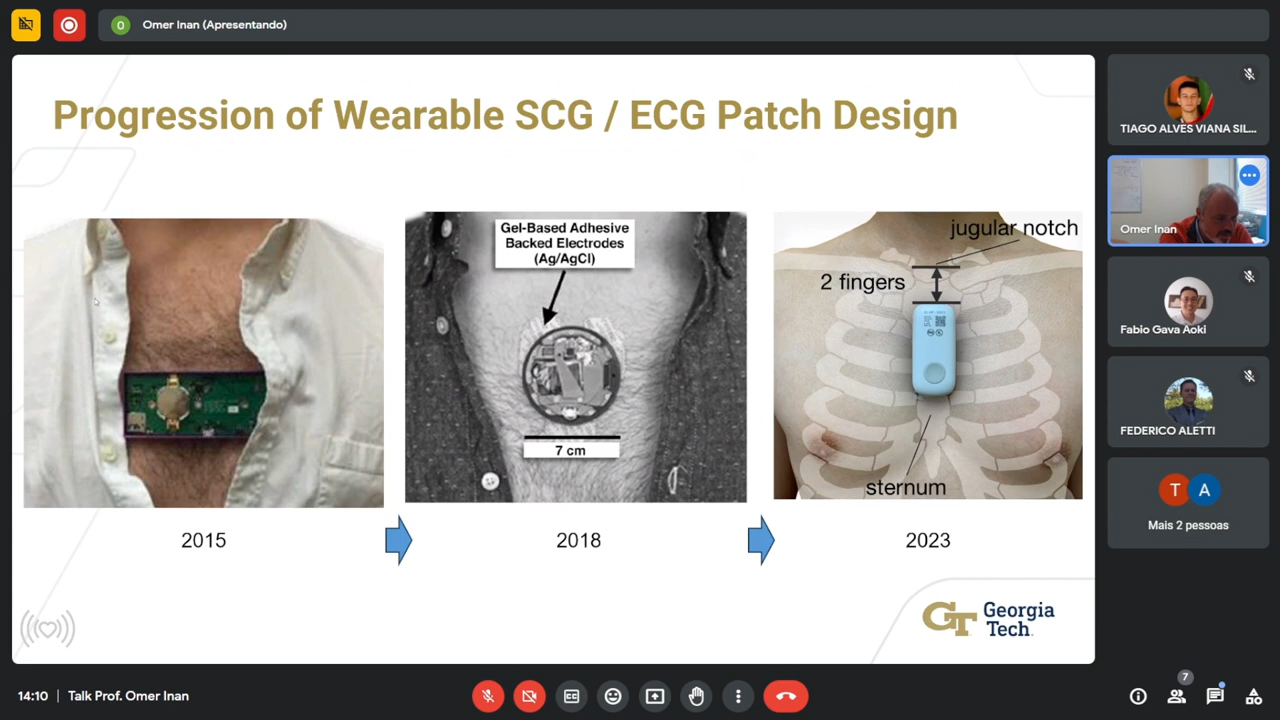 O
Omer Inan (Apresentando)
Progression of Wearable SCG / ECG Patch Design
Gel-Based Adhesive
Backed Electrodes
(Ag/AgCl)
7 cm
jugular notch
2 fingers
sternum
2015
2018
2023
GT
Georgia
Tech
TIAGO ALVES VIANA SIL...
Omer Inan
Fabio Gava Aoki
FEDERICO ALETTI
T A
Mais 2 pessoas
14:10 | Talk Prof. Omer Inan
CC
7